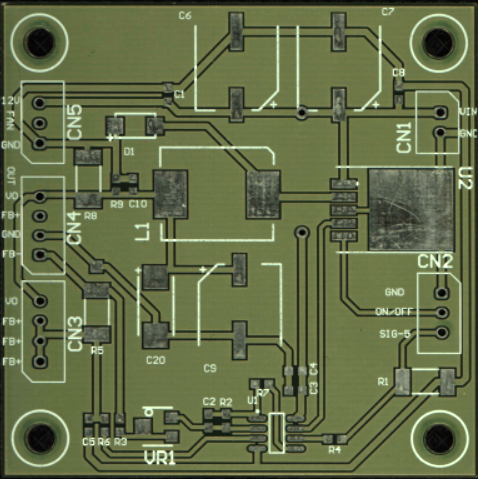 C6
C7
C8
C1
12V
FAN
GND
CN5
VIN
GND
CN1
D1
U2
OUT
VO
FB+
GND
FB-
CN4
R8
R9
C10
L1
CN2
GND
ON/OFF
SIG-5
VO
FB+
FB+
FB+
CN3
R5
C20
C9
C4
C3
R7
U1
R1
C2
R2
C5
R6
R3
VR1
R4